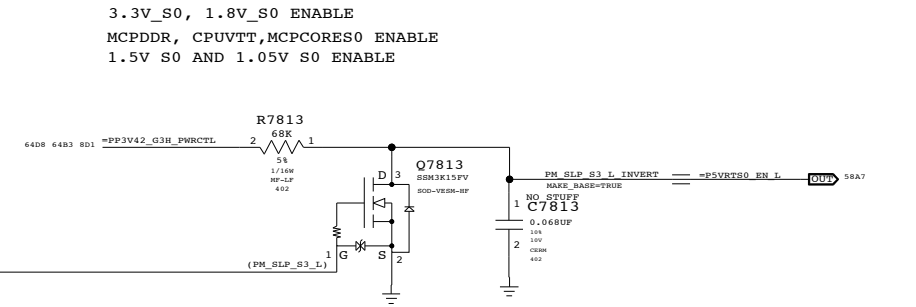 3.3V_S0, 1.8V_S0 ENABLE
MCPDDR, CPUVTT,MCPCORES0 ENABLE
1.5V S0 AND 1.05V S0 ENABLE
R7813
68K
64D8 64B3 8D1 =PP3V42_G3H_PWRCTL 2 1
5%
1/16W
MF-LF
402
Q7813
D 3 SSM3K15FV
SOD-VESM-HF
PM_SLP_S3_L_INVERT =P5VRTS0_EN_L OUT 58A7
MAKE_BASE=TRUE
NO STUFF
1 C7813
0.068UF
10%
10V
CERM
402
2
1 G S 2
(PM_SLP_S3_L)